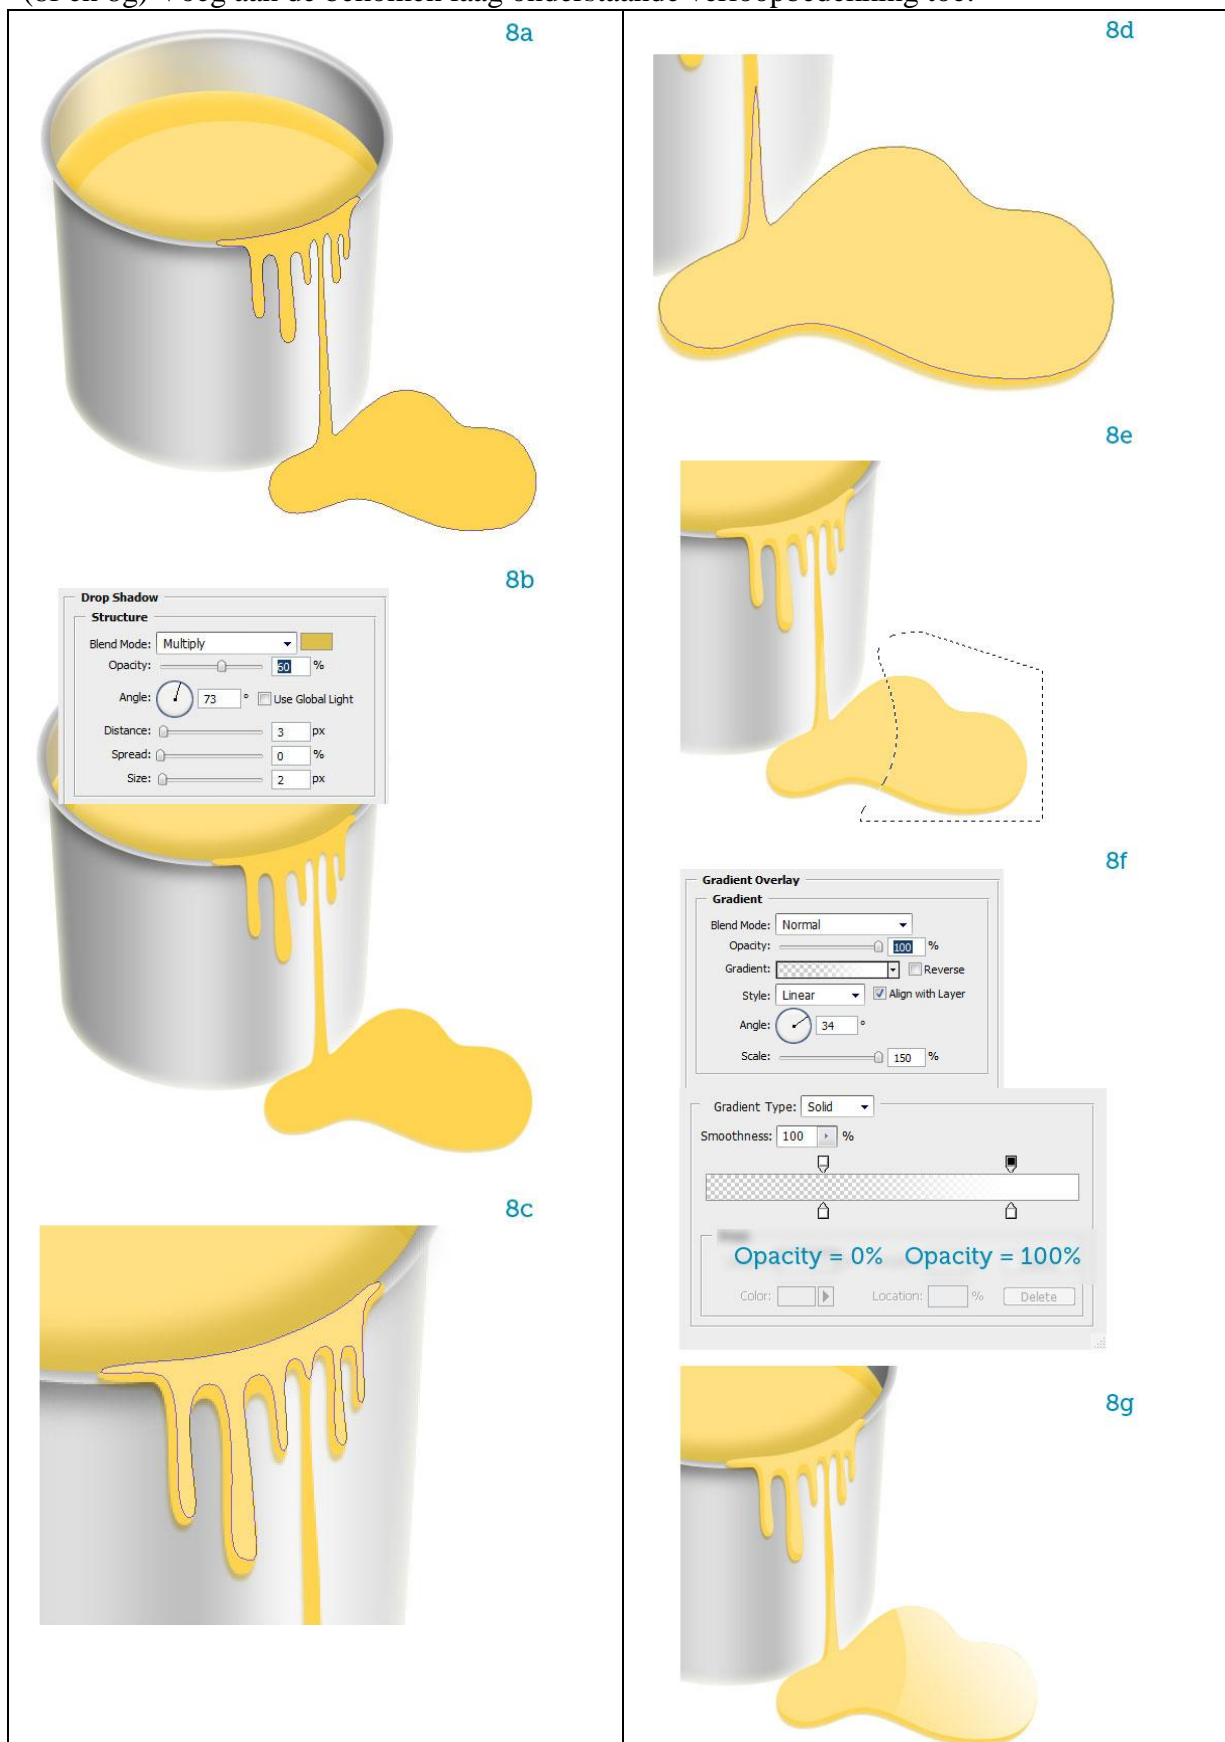 8a
8b
Drop Shadow
Structure
Blend Mode: Multiply
Opacity: 60 %
Angle: 73 ° Use Global Light
Distance: 3 px
Spread: 0 %
Size: 2 px
8c
8d
8e
8f
Gradient Overlay
Gradient
Blend Mode: Normal
Opacity: 100 %
Gradient: Reverse
Style: Linear Align with Layer
Angle: 34 °
Scale: 150 %
Gradient Type: Solid
Smoothness: 100 %
Opacity = 0% Opacity = 100%
Color: Location: % Delete
8g